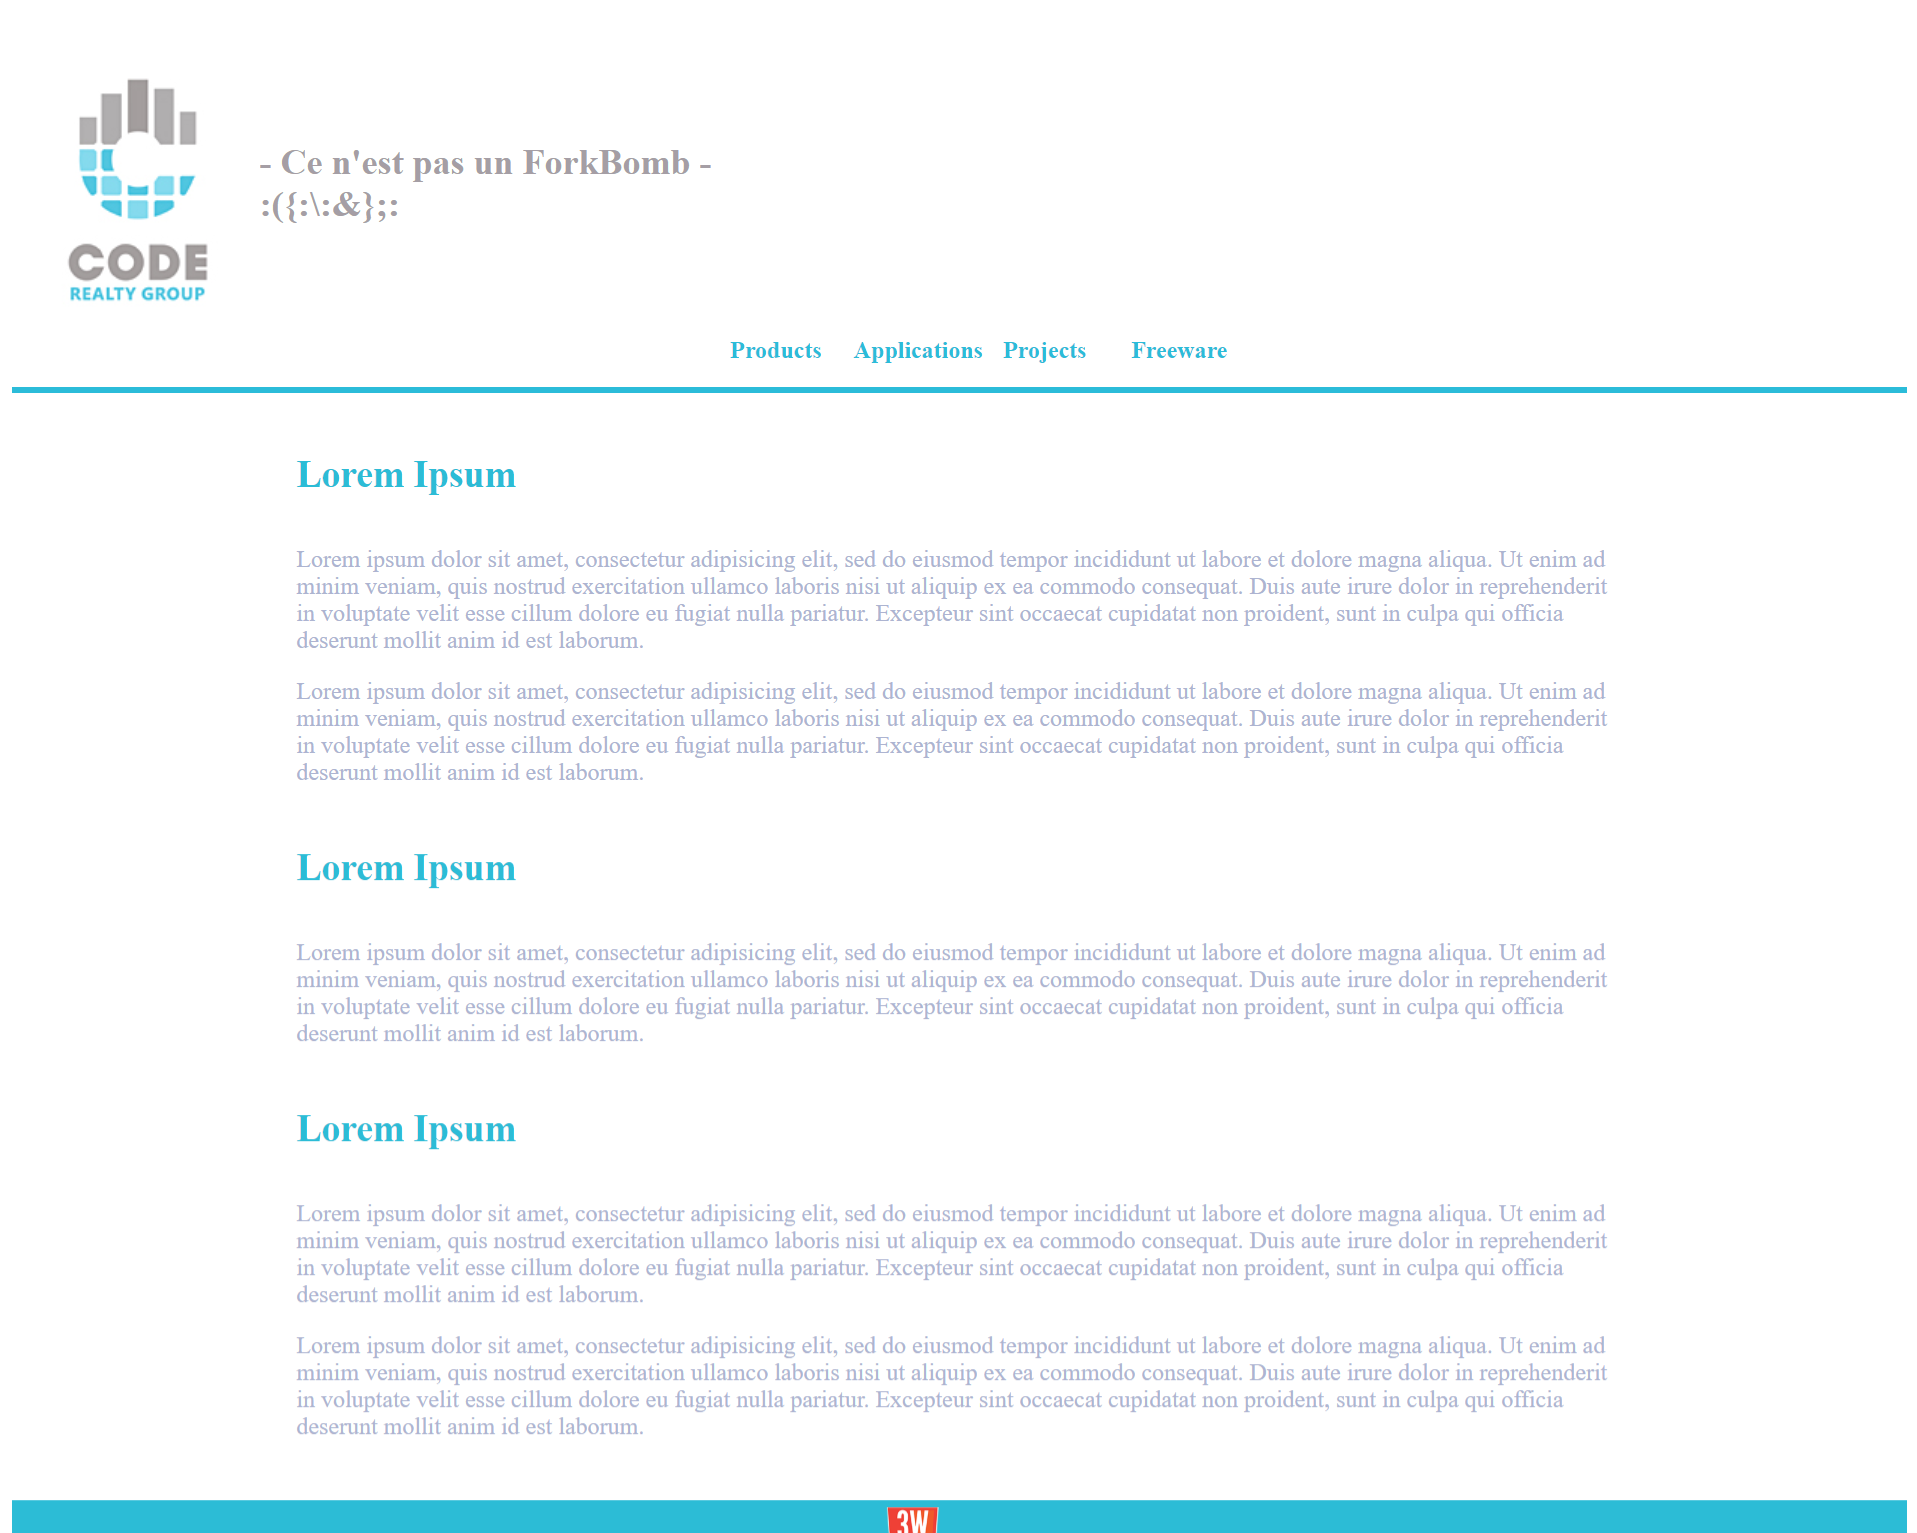 CODE
REALTY GROUP
- Ce n'est pas un ForkBomb -
:({:\:&};:
Products Applications Projects Freeware
Lorem Ipsum
Lorem ipsum dolor sit amet, consectetur adipisicing elit, sed do eiusmod tempor incididunt ut labore et dolore magna aliqua. Ut enim ad
minim veniam, quis nostrud exercitation ullamco laboris nisi ut aliquip ex ea commodo consequat. Duis aute irure dolor in reprehenderit
in voluptate velit esse cillum dolore eu fugiat nulla pariatur. Excepteur sint occaecat cupidatat non proident, sunt in culpa qui officia
deserunt mollit anim id est laborum.
Lorem ipsum dolor sit amet, consectetur adipisicing elit, sed do eiusmod tempor incididunt ut labore et dolore magna aliqua. Ut enim ad
minim veniam, quis nostrud exercitation ullamco laboris nisi ut aliquip ex ea commodo consequat. Duis aute irure dolor in reprehenderit
in voluptate velit esse cillum dolore eu fugiat nulla pariatur. Excepteur sint occaecat cupidatat non proident, sunt in culpa qui officia
deserunt mollit anim id est laborum.
Lorem Ipsum
Lorem ipsum dolor sit amet, consectetur adipisicing elit, sed do eiusmod tempor incididunt ut labore et dolore magna aliqua. Ut enim ad
minim veniam, quis nostrud exercitation ullamco laboris nisi ut aliquip ex ea commodo consequat. Duis aute irure dolor in reprehenderit
in voluptate velit esse cillum dolore eu fugiat nulla pariatur. Excepteur sint occaecat cupidatat non proident, sunt in culpa qui officia
deserunt mollit anim id est laborum.
Lorem Ipsum
Lorem ipsum dolor sit amet, consectetur adipisicing elit, sed do eiusmod tempor incididunt ut labore et dolore magna aliqua. Ut enim ad
minim veniam, quis nostrud exercitation ullamco laboris nisi ut aliquip ex ea commodo consequat. Duis aute irure dolor in reprehenderit
in voluptate velit esse cillum dolore eu fugiat nulla pariatur. Excepteur sint occaecat cupidatat non proident, sunt in culpa qui officia
deserunt mollit anim id est laborum.
Lorem ipsum dolor sit amet, consectetur adipisicing elit, sed do eiusmod tempor incididunt ut labore et dolore magna aliqua. Ut enim ad
minim veniam, quis nostrud exercitation ullamco laboris nisi ut aliquip ex ea commodo consequat. Duis aute irure dolor in reprehenderit
in voluptate velit esse cillum dolore eu fugiat nulla pariatur. Excepteur sint occaecat cupidatat non proident, sunt in culpa qui officia
deserunt mollit anim id est laborum.
3W